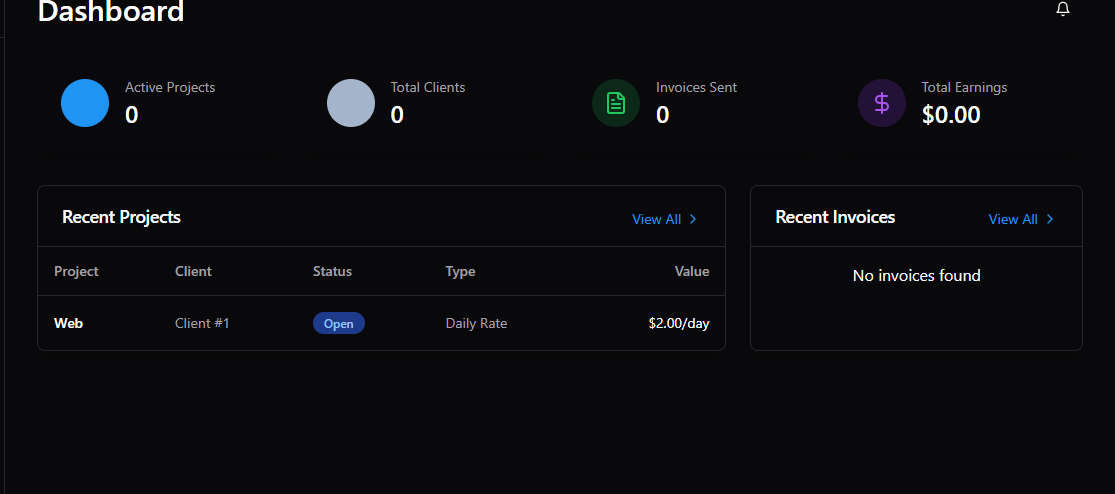 Dashboard
Active Projects
0
Total Clients
0
Invoices Sent
0
Total Earnings
$0.00
Recent Projects
View All
Project Client Status Type Value
Web Client #1 Open Daily Rate $2.00/day
Recent Invoices
View All
No invoices found